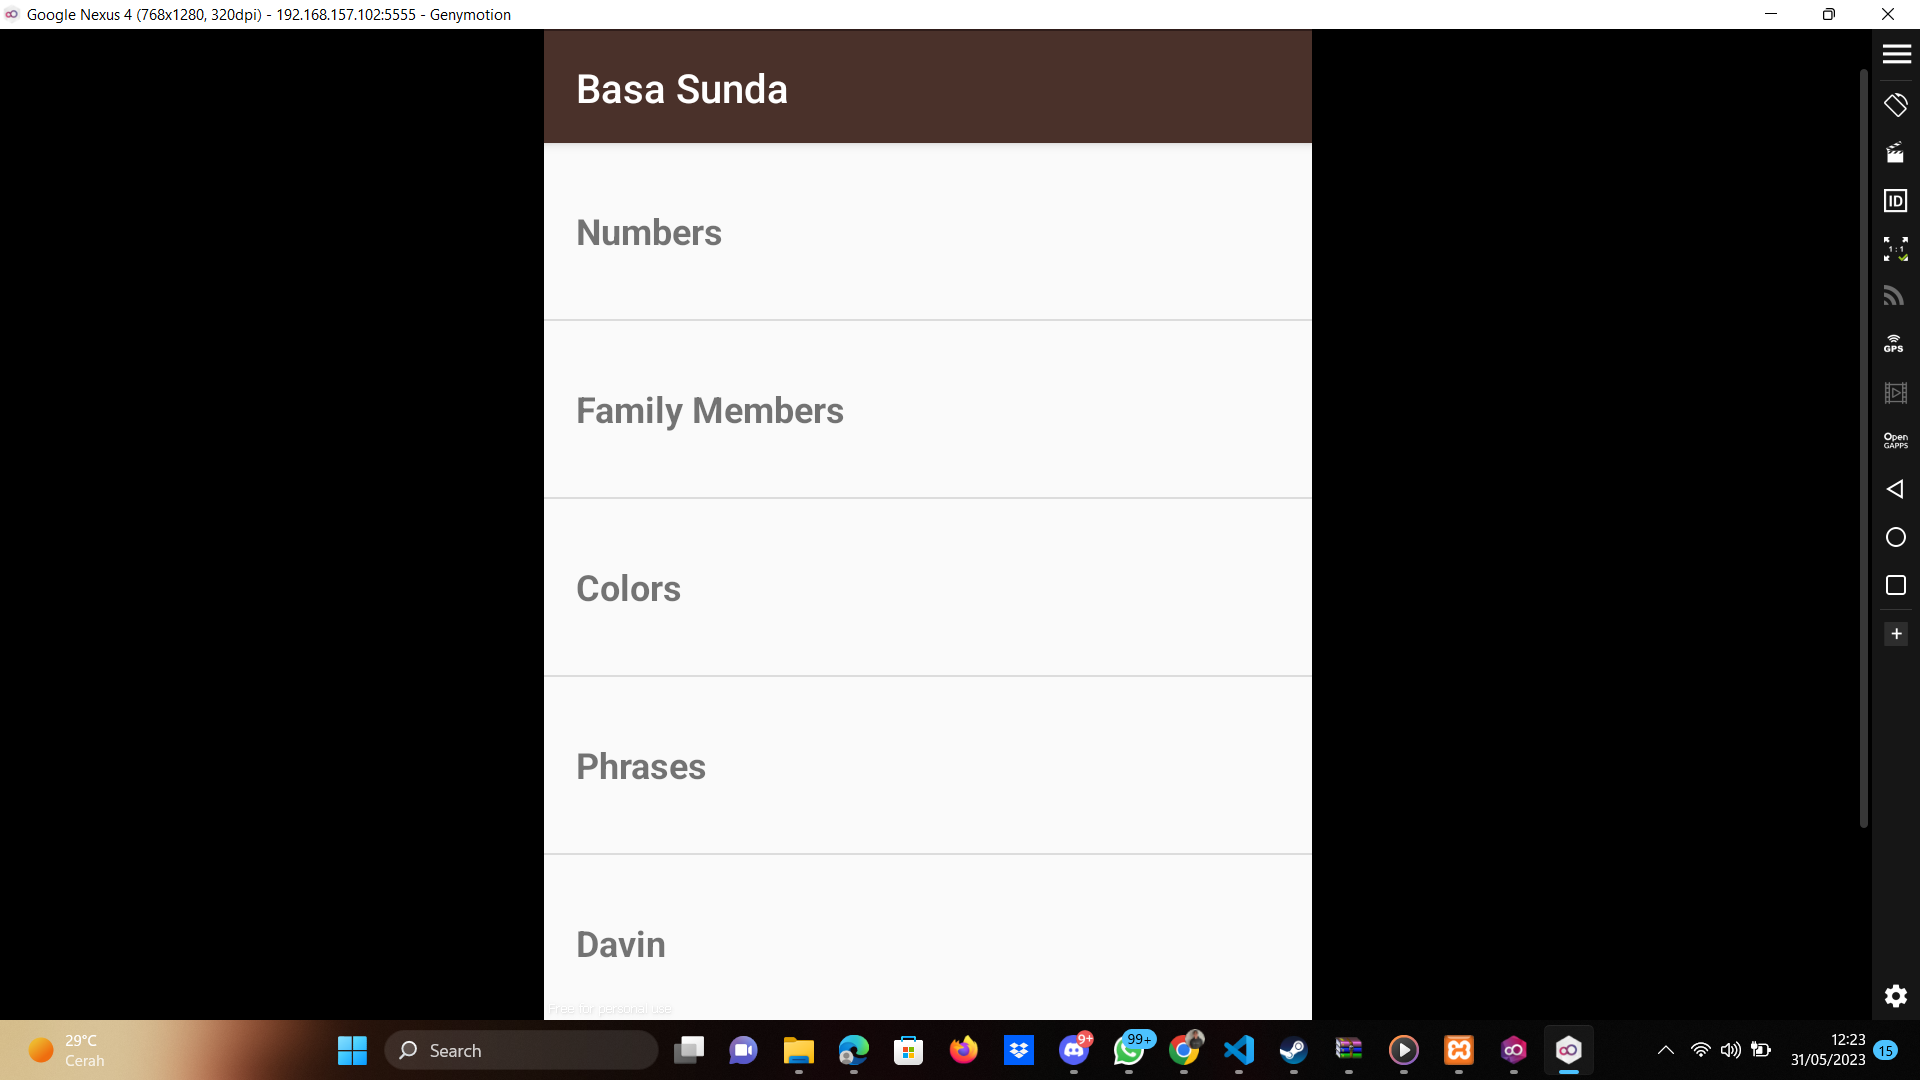 Google Nexus 4 (768x1280, 320dpi) - 192.168.157.102:5555 - Genymotion
Basa Sunda
Numbers
Family Members
Colors
Phrases
Davin
Free for personal use
ID
1:1
GPS
Open
GAPPS
29°C
Cerah
Search
9+
99+
12:23
31/05/2023
15